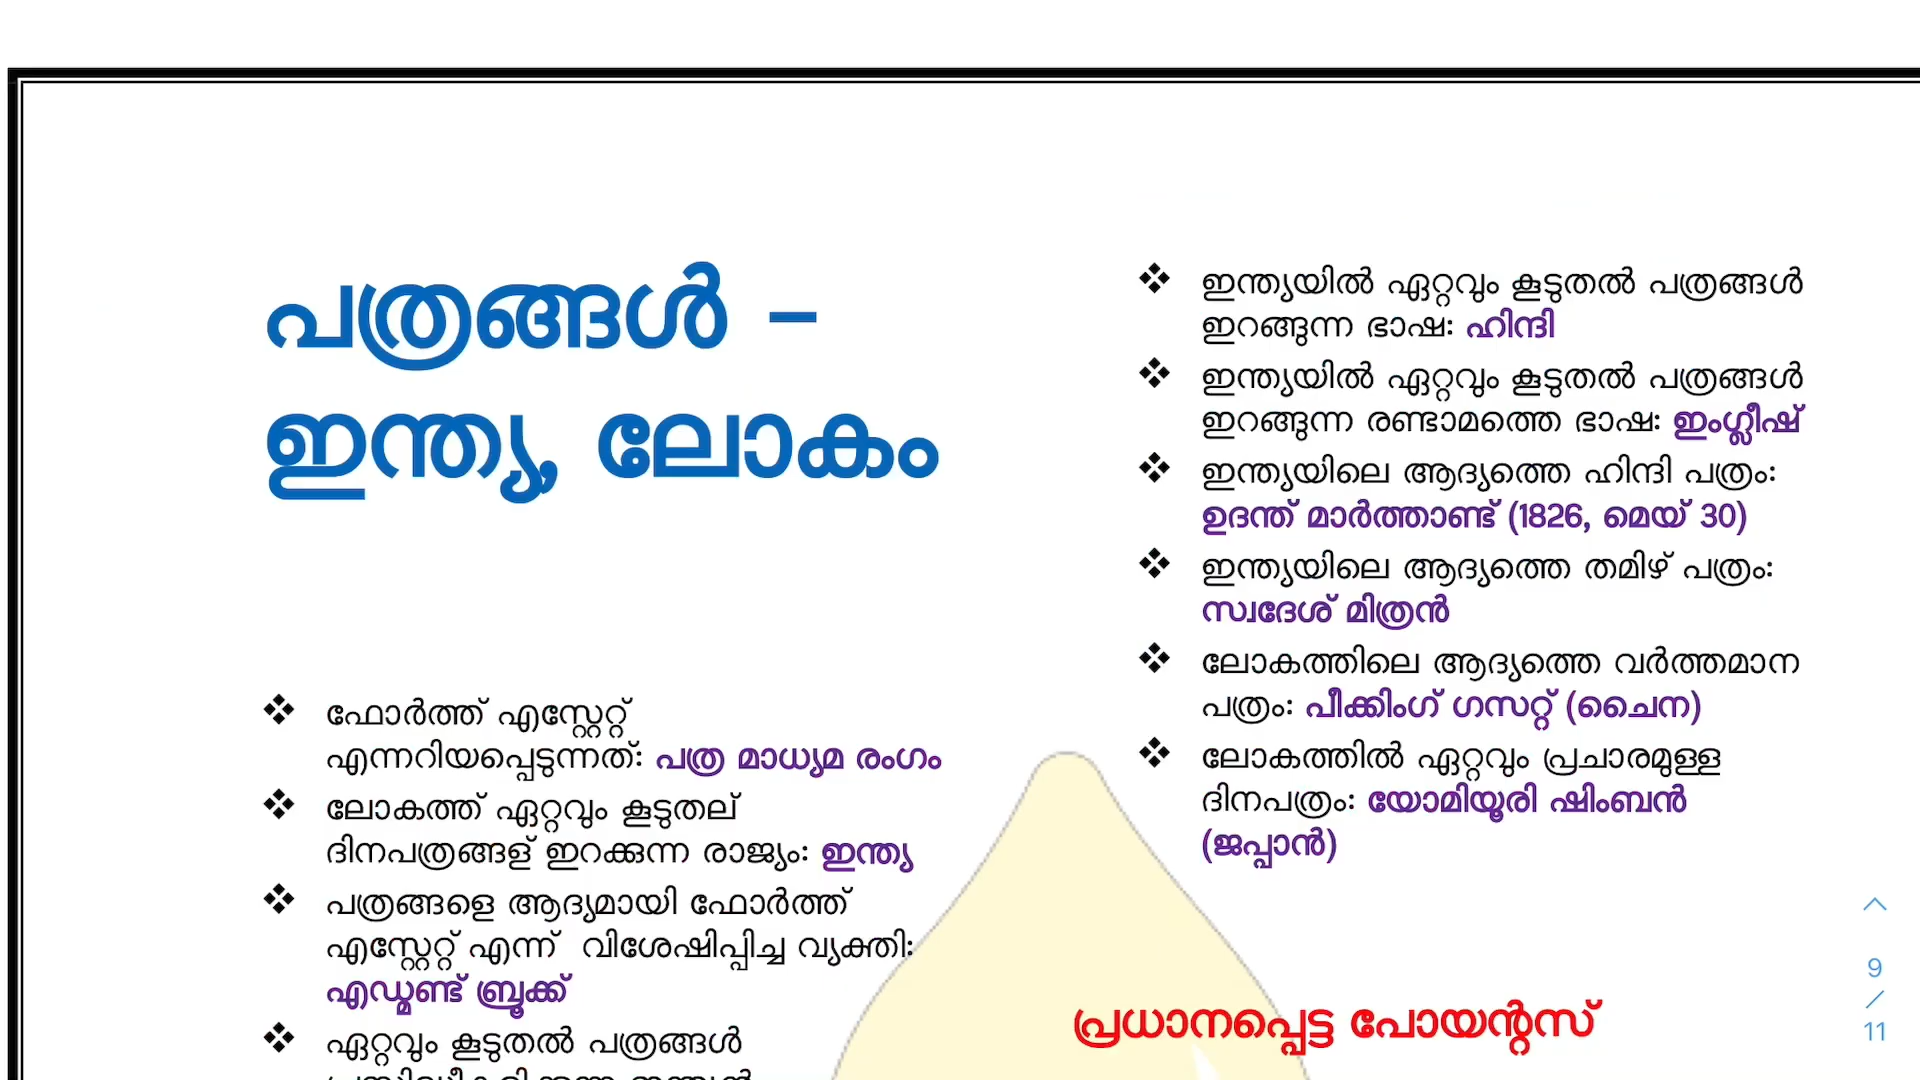 പത്രങ്ങൾ –
ഇന്ത്യ, ലോകം
❖ ഫോർത്ത് എസ്റ്റേറ്റ്
എന്നറിയപ്പെടുന്നത്: പത്ര മാധ്യമ രംഗം
❖ ലോകത്ത് ഏറ്റവും കൂടുതല്
ദിനപത്രങ്ങള് ഇറക്കുന്ന രാജ്യം: ഇന്ത്യ
❖ പത്രങ്ങളെ ആദ്യമായി ഫോർത്ത്
എസ്റ്റേറ്റ് എന്ന് വിശേഷിപ്പിച്ച വ്യക്തി:
എഡ്മണ്ട് ബ്രൂക്ക്
❖ ഏറ്റവും കൂടുതൽ പത്രങ്ങൾ
❖ ഇന്ത്യയിൽ ഏറ്റവും കൂടുതൽ പത്രങ്ങൾ
ഇറങ്ങുന്ന ഭാഷ: ഹിന്ദി
❖ ഇന്ത്യയിൽ ഏറ്റവും കൂടുതൽ പത്രങ്ങൾ
ഇറങ്ങുന്ന രണ്ടാമത്തെ ഭാഷ: ഇംഗ്ലീഷ്
❖ ഇന്ത്യയിലെ ആദ്യത്തെ ഹിന്ദി പത്രം:
ഉദന്ത് മാർത്താണ്ട് (1826, മെയ് 30)
❖ ഇന്ത്യയിലെ ആദ്യത്തെ തമിഴ് പത്രം:
സ്വദേശ് മിത്രൻ
❖ ലോകത്തിലെ ആദ്യത്തെ വർത്തമാന
പത്രം: പീക്കിംഗ് ഗസറ്റ് (ചൈന)
❖ ലോകത്തിൽ ഏറ്റവും പ്രചാരമുള്ള
ദിനപത്രം: യോമിയൂരി ഷിംബൻ
(ജപ്പാൻ)
പ്രധാനപ്പെട്ട പോയന്റസ്
9
/
11